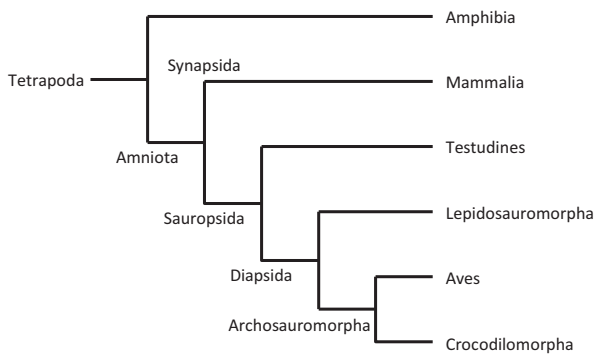 Amphibia
Synapsida
Tetrapoda
Mammalia
Amniota
Testudines
Sauropsida
Lepidosauromorpha
Diapsida
Aves
Archosauromorpha
Crocodilomorpha